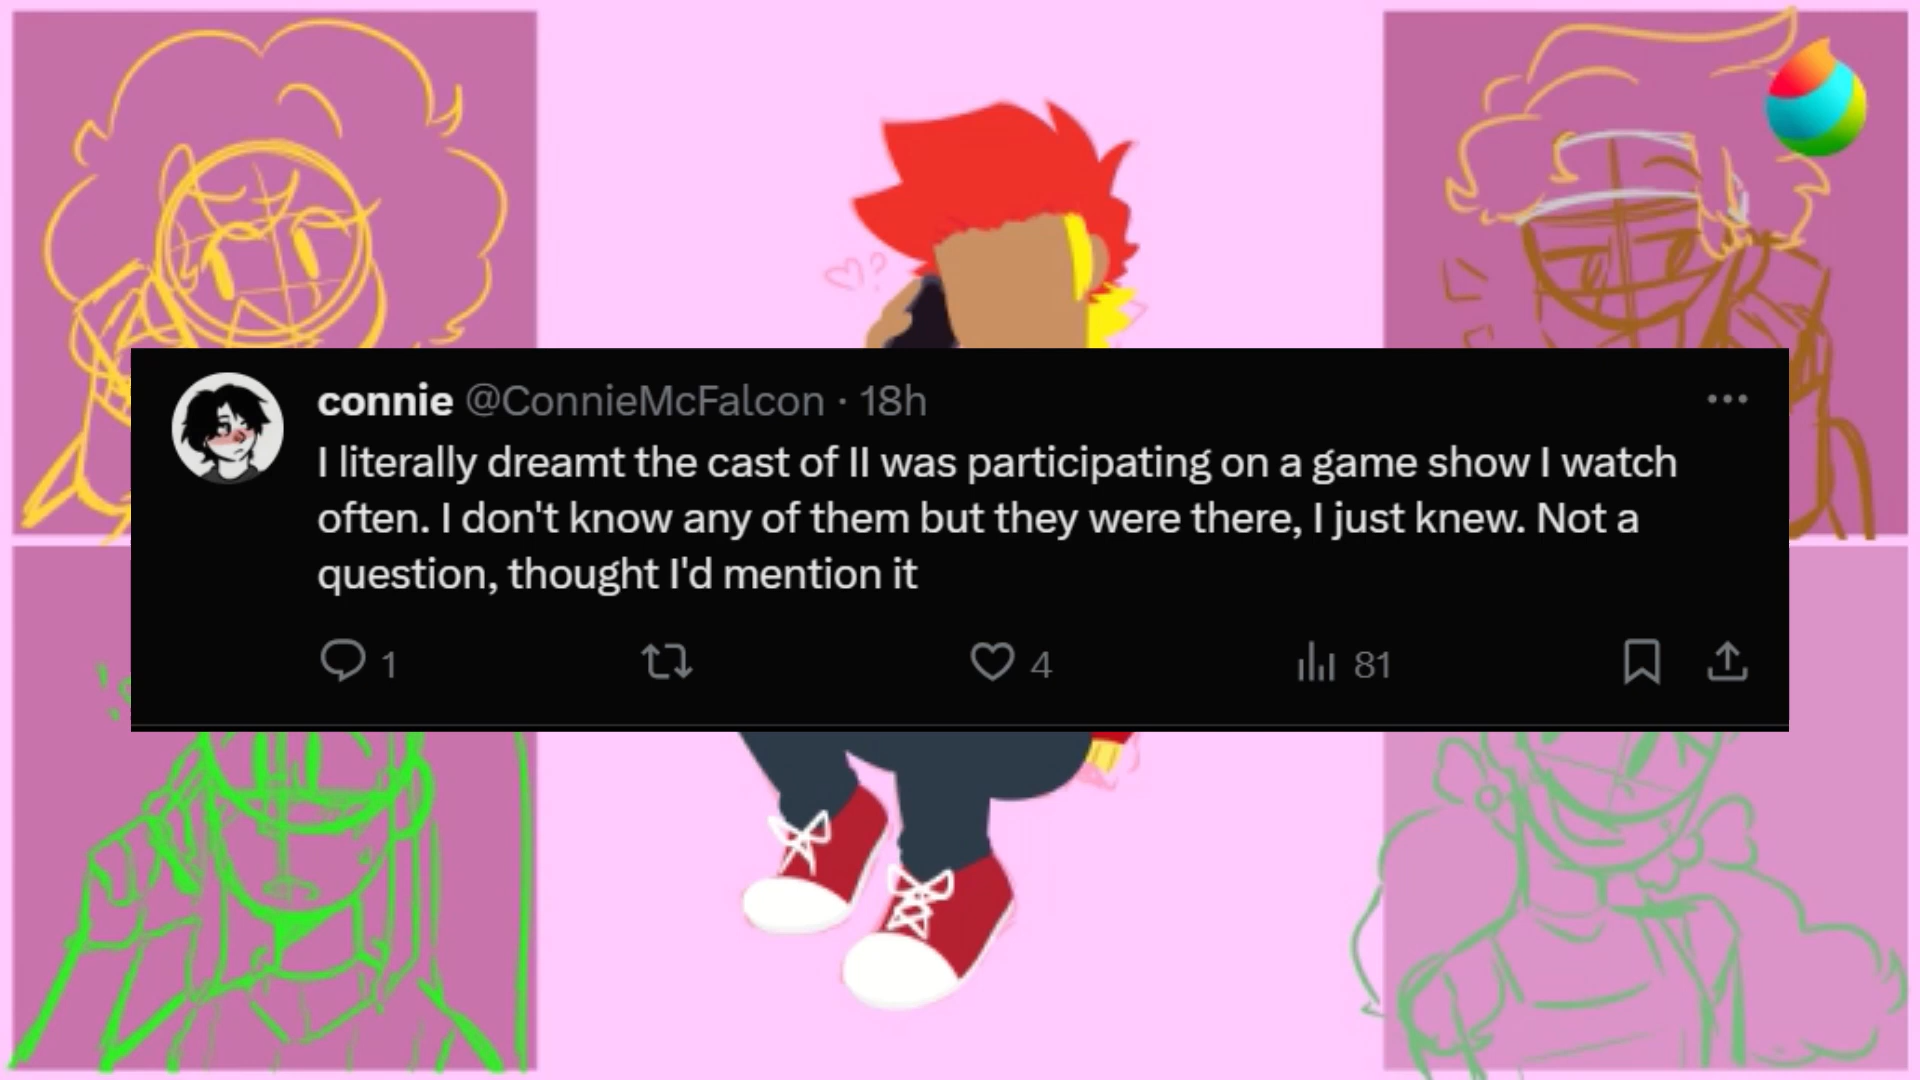 connie @ConnieMcFalcon · 18h
I literally dreamt the cast of II was participating on a game show I watch
often. I don't know any of them but they were there, I just knew. Not a
question, thought I'd mention it
1 4 81